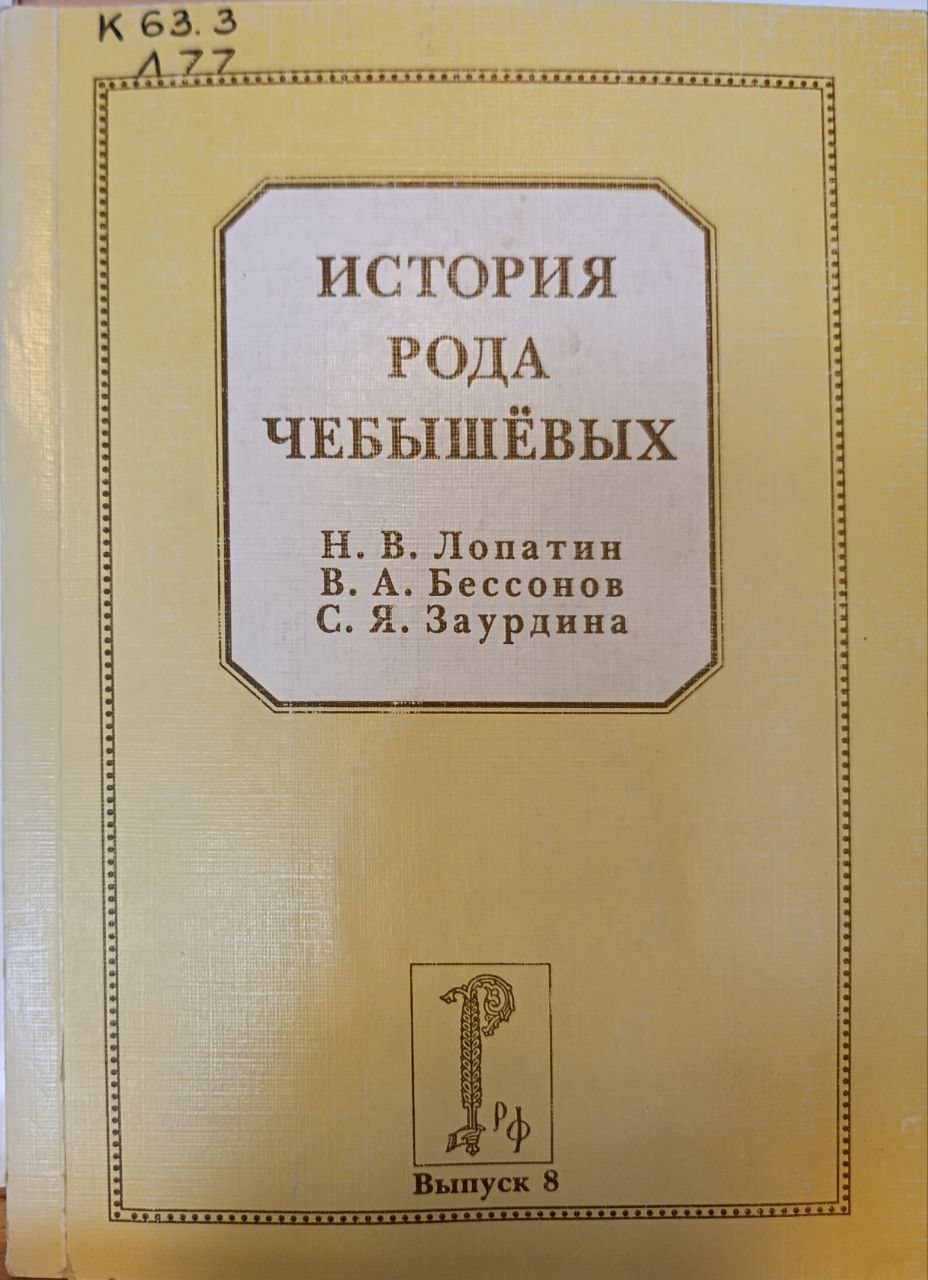 К 63.3
Л 77
ИСТОРИЯ
РОДА
ЧЕБЫШЁВЫХ
Н. В. Лопатин
В. А. Бессонов
С. Я. Заурдина
РФ
Выпуск 8